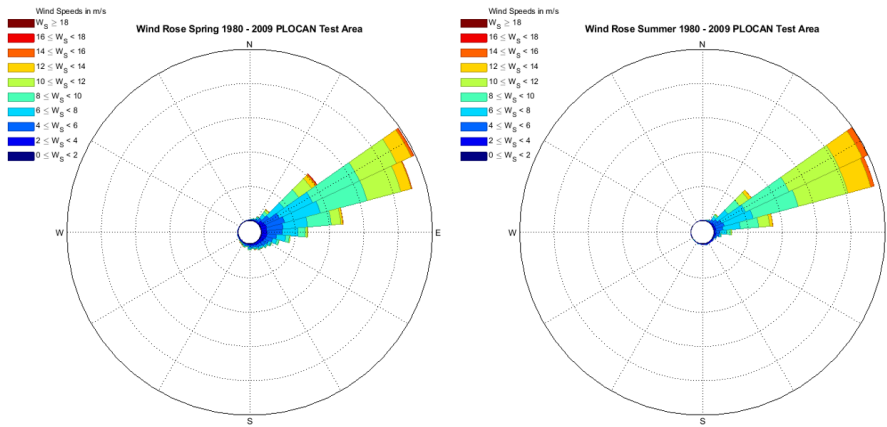 Wind Speeds in m/s
W_S ≥ 18
16 ≤ W_S < 18
14 ≤ W_S < 16
12 ≤ W_S < 14
10 ≤ W_S < 12
8 ≤ W_S < 10
6 ≤ W_S < 8
4 ≤ W_S < 6
2 ≤ W_S < 4
0 ≤ W_S < 2
Wind Rose Spring 1980 - 2009 PLOCAN Test Area
N
W
E
S
Wind Speeds in m/s
W_S ≥ 18
16 ≤ W_S < 18
14 ≤ W_S < 16
12 ≤ W_S < 14
10 ≤ W_S < 12
8 ≤ W_S < 10
6 ≤ W_S < 8
4 ≤ W_S < 6
2 ≤ W_S < 4
0 ≤ W_S < 2
Wind Rose Summer 1980 - 2009 PLOCAN Test Area
N
W
S